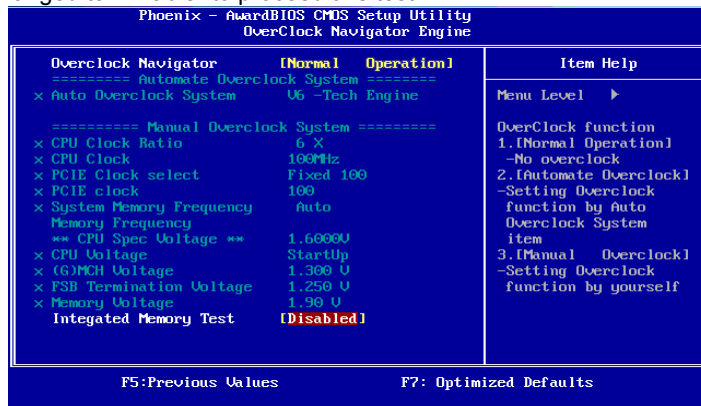 Phoenix - AwardBIOS CMOS Setup Utility
OverClock Navigator Engine
Overclock Navigator [Normal Operation]
========= Automate Overclock System ========
x Auto Overclock System V6 -Tech Engine
========== Manual Overclock System =========
x CPU Clock Ratio 6 X
x CPU Clock 100MHz
x PCIE Clock select Fixed 100
x PCIE clock 100
x System Memory Frequency Auto
Memory Frequency
** CPU Spec Voltage ** 1.6000V
x CPU Voltage StartUp
x (G)MCH Voltage 1.300 V
x FSB Termination Voltage 1.250 V
x Memory Voltage 1.90 V
Integated Memory Test [Disabled]
Item Help
Menu Level ▶
OverClock function
1.[Normal Operation]
-No overclock
2.[Automate Overclock]
-Setting Overclock
function by Auto
Overclock System
item
3.[Manual Overclock]
-Setting Overclock
function by yourself
F5:Previous Values F7: Optimized Defaults